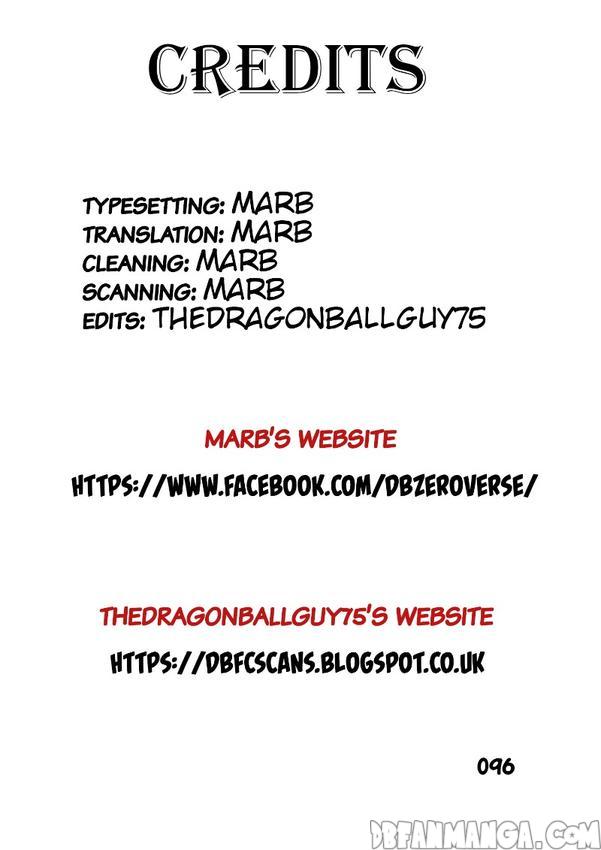 CREDITS
TYPESETTING: MARB
TRANSLATION: MARB
CLEANING: MARB
SCANNING: MARB
EDITS: THEDRAGONBALLGUY75
MARB'S WEBSITE
HTTPS://WWW.FACEBOOK.COM/DBZEROVERSE/
THEDRAGONBALLGUY75'S WEBSITE
HTTPS://DBFCSCANS.BLOGSPOT.CO.UK
096
DBFANMANGA.COM